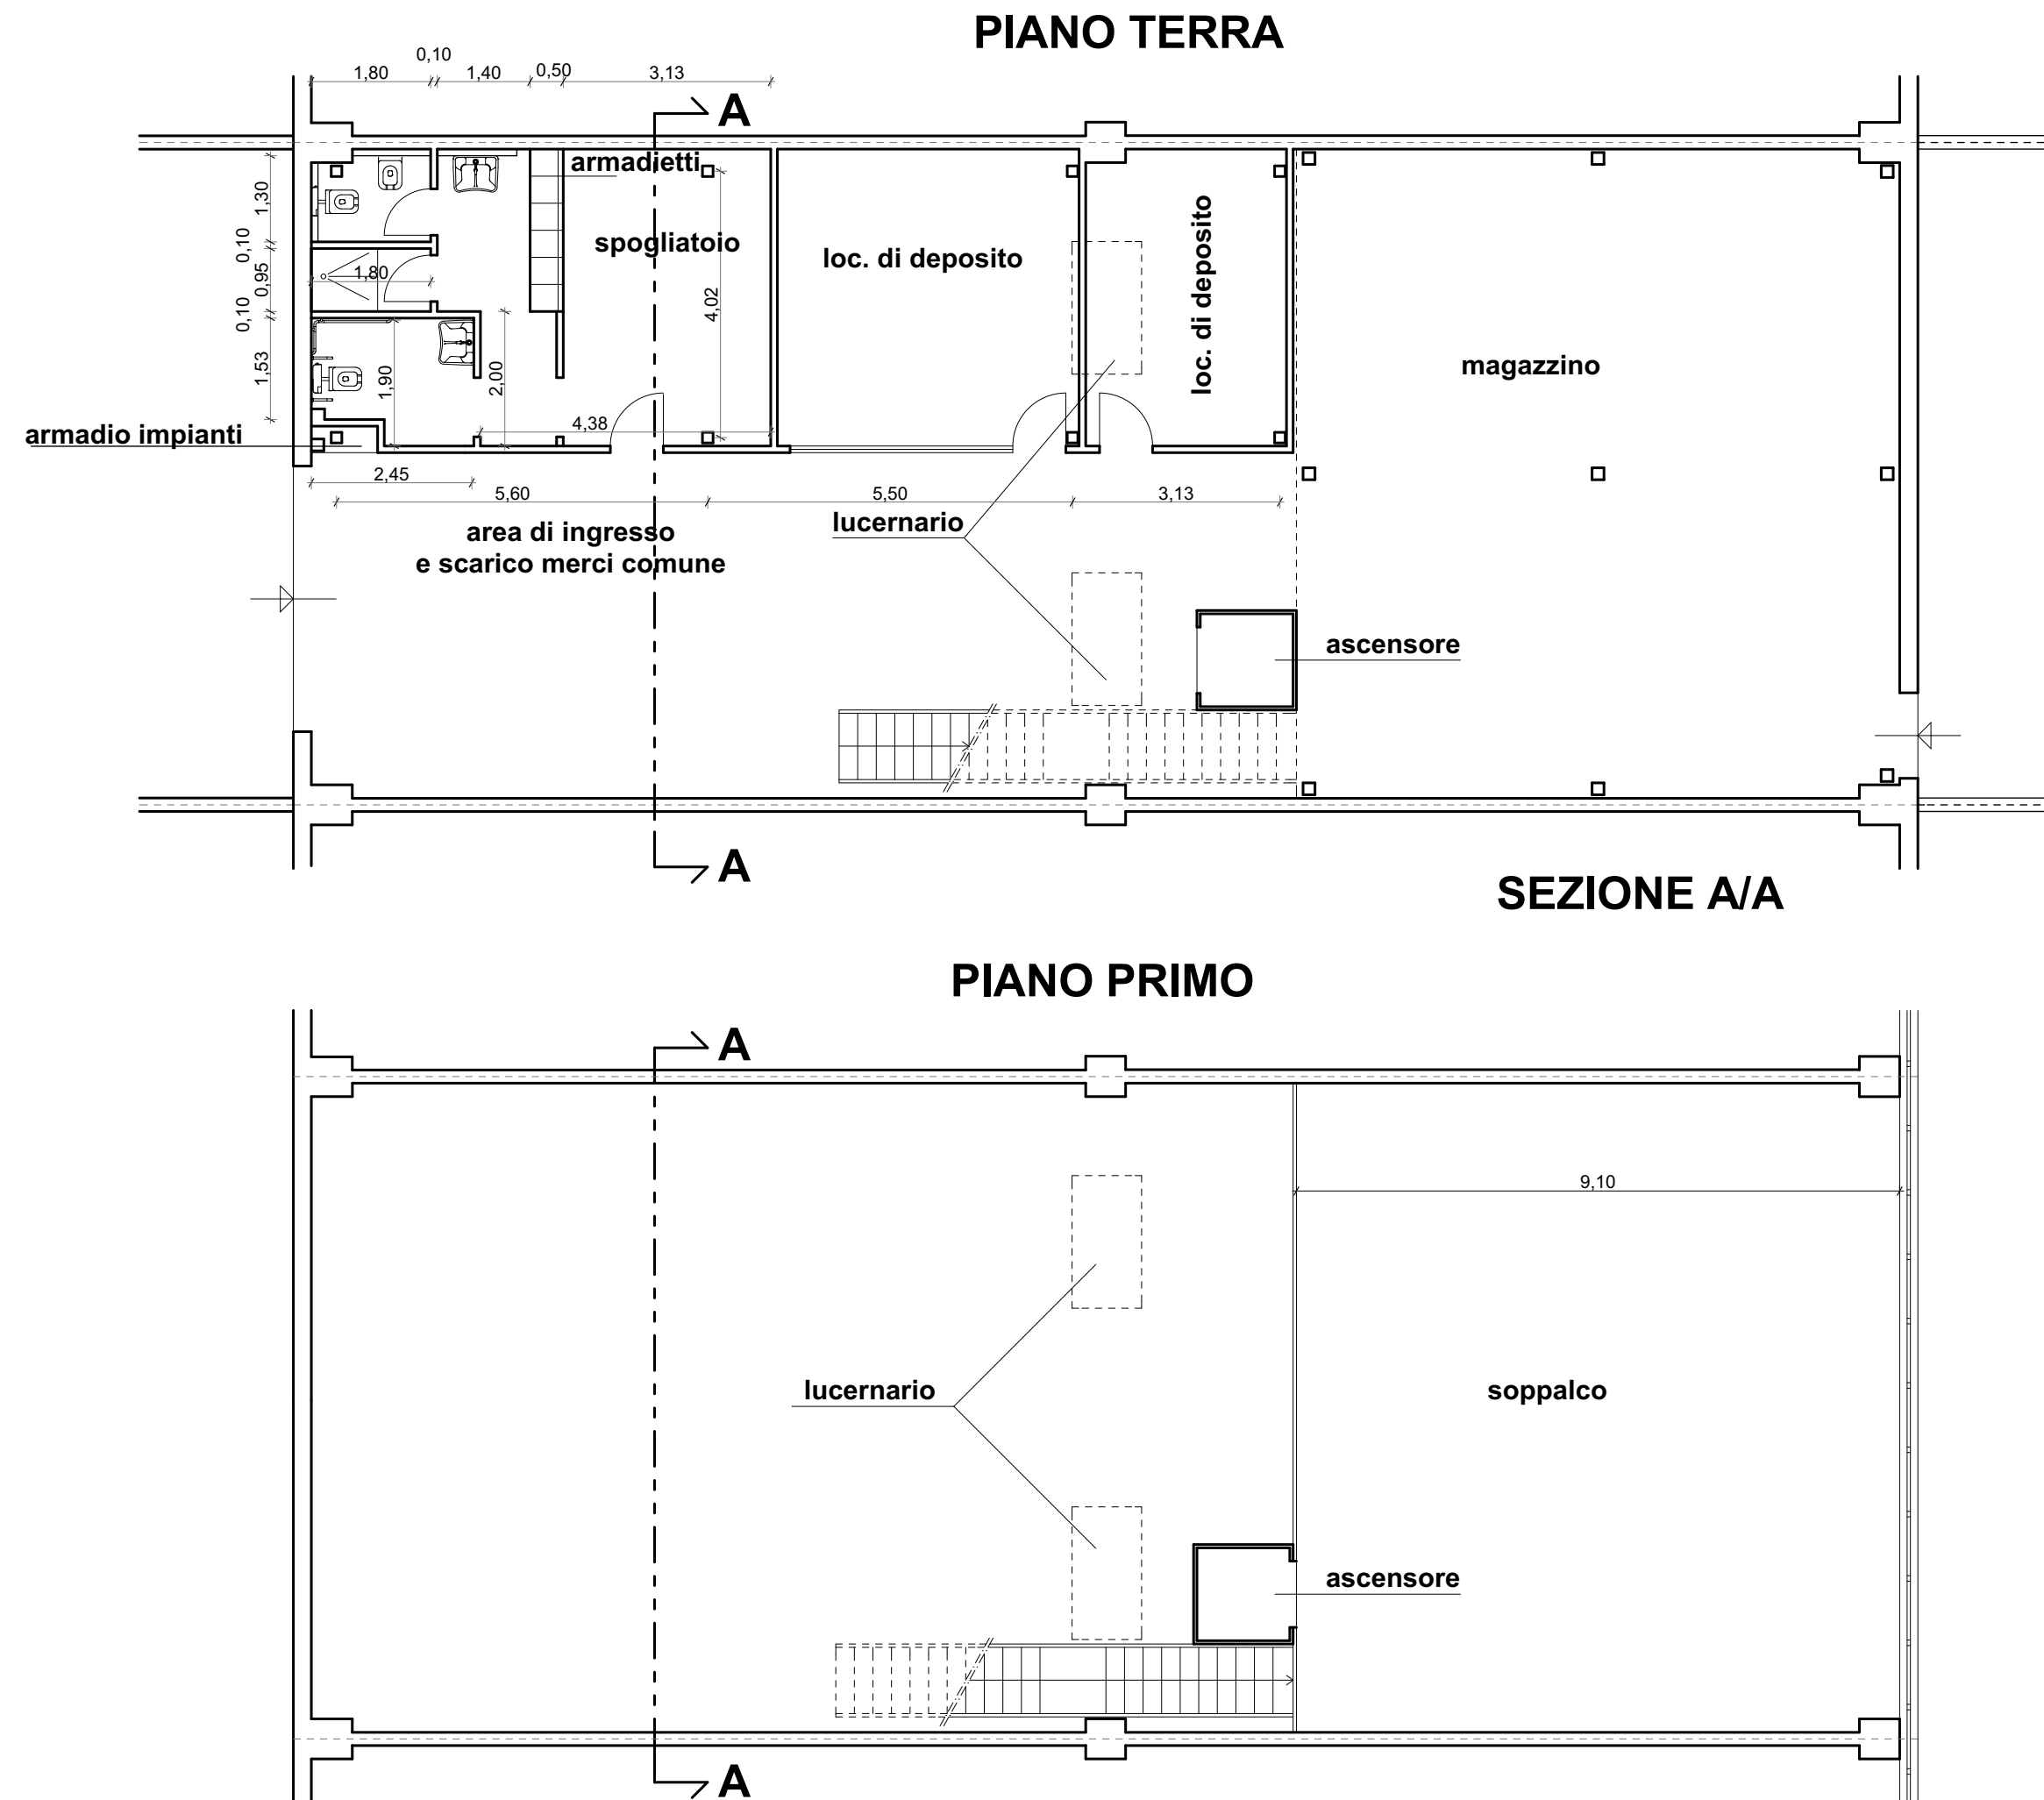 PIANO TERRA
0,10
1,80
1,40
0,50
3,13
A
armadietti
1,30
spogliatoio
loc. di deposito
loc. di deposito
0,10
0,95
1,80
4,02
0,10
magazzino
1,53
1,90
2,00
4,38
armadio impianti
2,45
5,60
5,50
3,13
area di ingresso
e scarico merci comune
lucernario
ascensore
A
SEZIONE A/A
PIANO PRIMO
A
9,10
lucernario
soppalco
ascensore
A